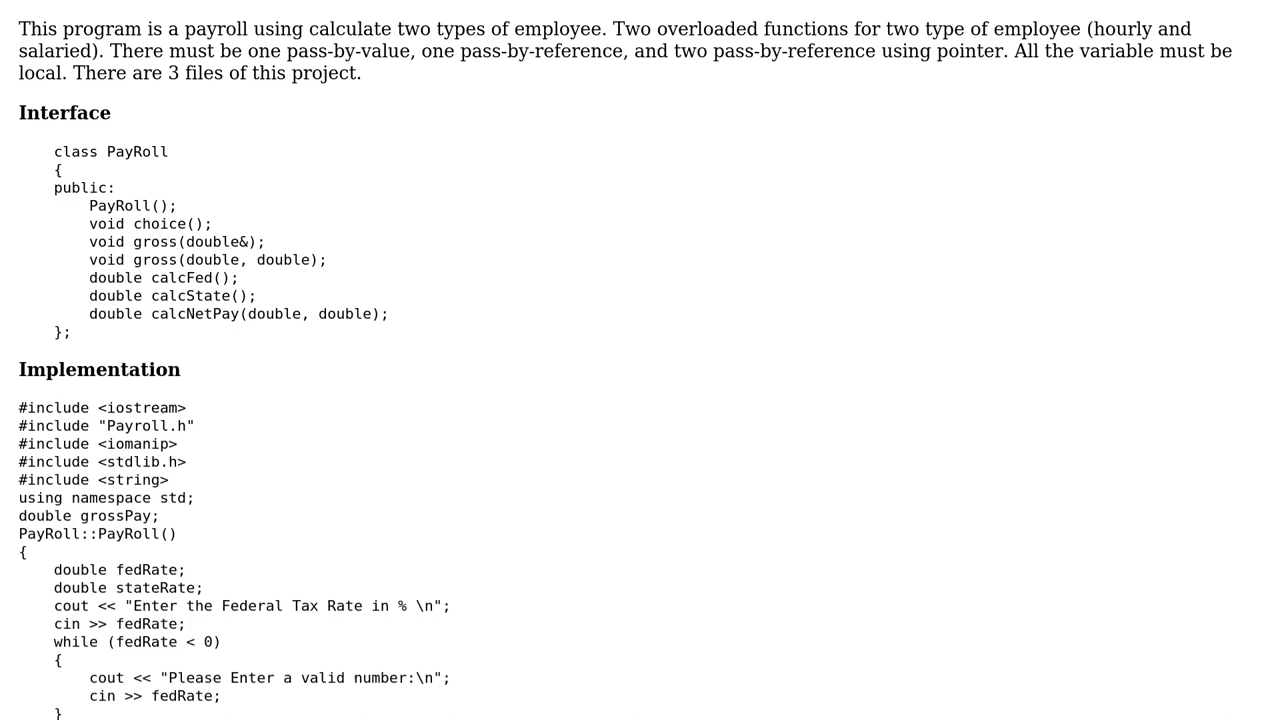 This program is a payroll using calculate two types of employee. Two overloaded functions for two type of employee (hourly and
salaried). There must be one pass-by-value, one pass-by-reference, and two pass-by-reference using pointer. All the variable must be
local. There are 3 files of this project.
Interface
class PayRoll
{
public:
PayRoll();
void choice();
void gross(double&);
void gross(double, double);
double calcFed();
double calcState();
double calcNetPay(double, double);
};
Implementation
#include <iostream>
#include "Payroll.h"
#include <iomanip>
#include <stdlib.h>
#include <string>
using namespace std;
double grossPay;
PayRoll::PayRoll()
{
double fedRate;
double stateRate;
cout << "Enter the Federal Tax Rate in % \n";
cin >> fedRate;
while (fedRate < 0)
{
cout << "Please Enter a valid number:\n";
cin >> fedRate;
}